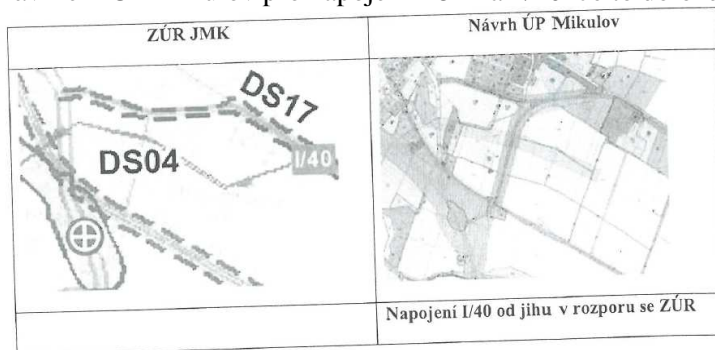 ZÚR JMK
Návrh ÚP Mikulov
DS17
DS04
I/40
Napojení I/40 od jihu v rozporu se ZÚR